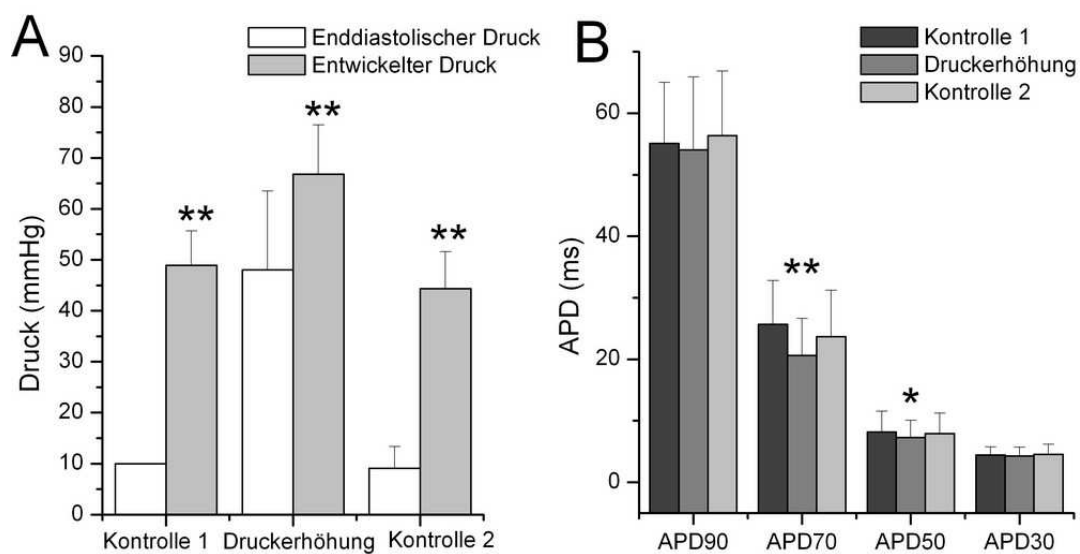 A
Enddiastolischer Druck
Entwickelter Druck
90
80
70
60
50
40
30
20
10
0
Druck (mmHg)
**
**
**
Kontrolle 1 Druckerhöhung Kontrolle 2
B
Kontrolle 1
Druckerhöhung
Kontrolle 2
60
40
20
0
APD (ms)
**
*
APD90 APD70 APD50 APD30